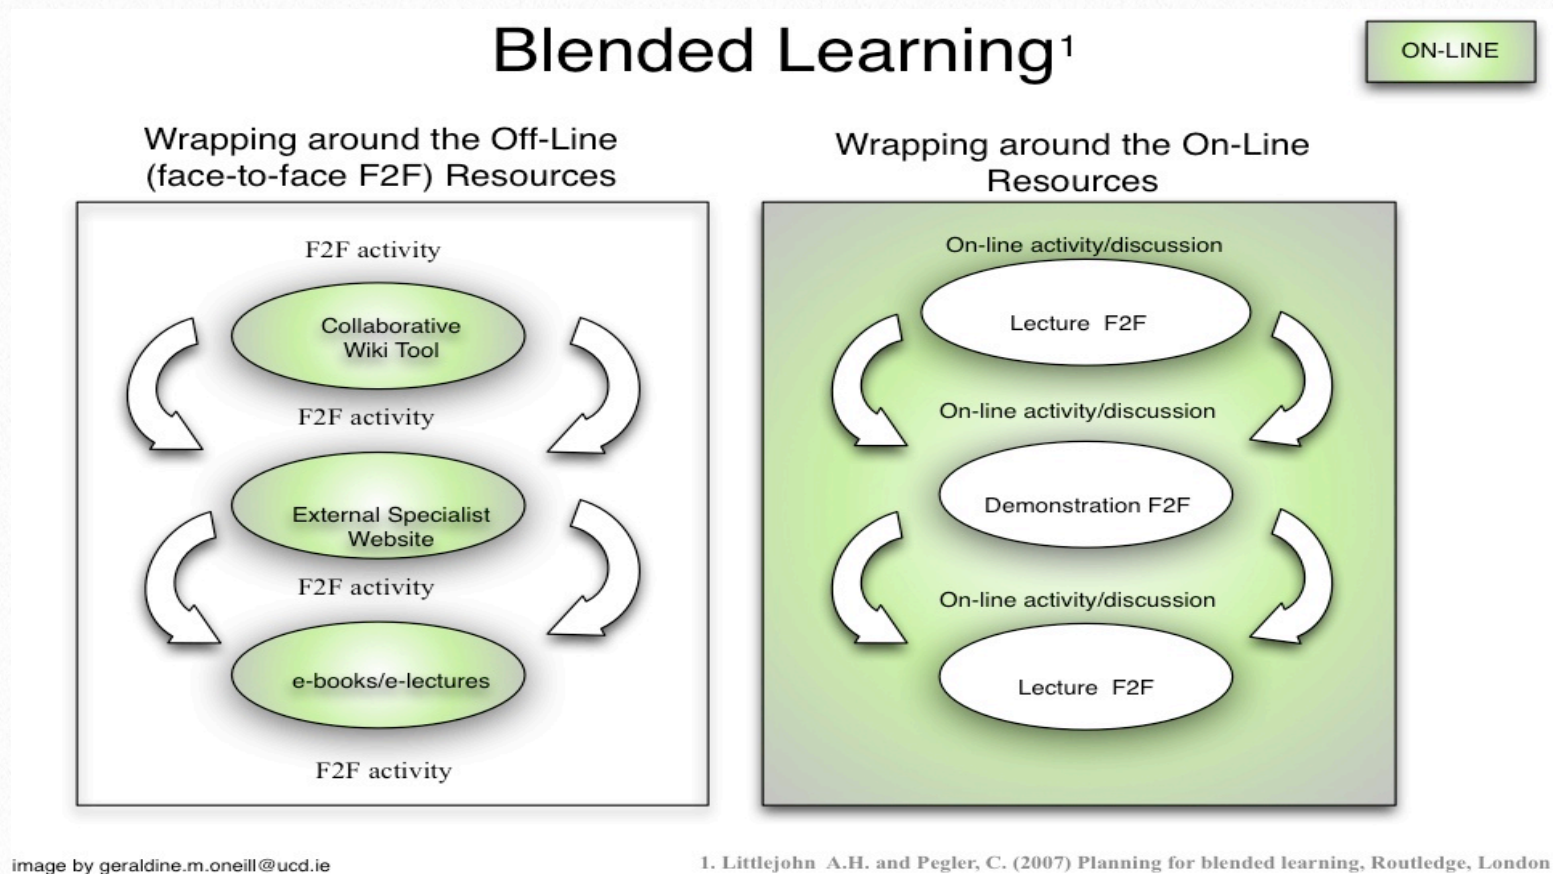 Blended Learning¹
ON-LINE
Wrapping around the Off-Line
(face-to-face F2F) Resources
F2F activity
Collaborative
Wiki Tool
F2F activity
External Specialist
Website
F2F activity
e-books/e-lectures
F2F activity
Wrapping around the On-Line
Resources
On-line activity/discussion
Lecture F2F
On-line activity/discussion
Demonstration F2F
On-line activity/discussion
Lecture F2F
image by geraldine.m.oneill@ucd.ie
1. Littlejohn A.H. and Pegler, C. (2007) Planning for blended learning, Routledge, London